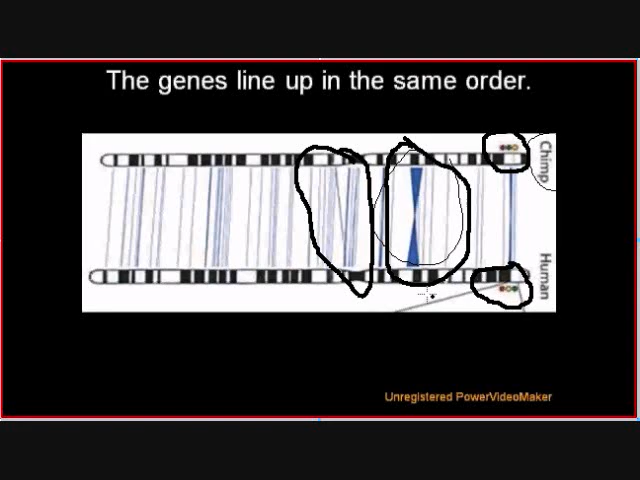 The genes line up in the same order.
Chimp
Human
Unregistered PowerVideoMaker